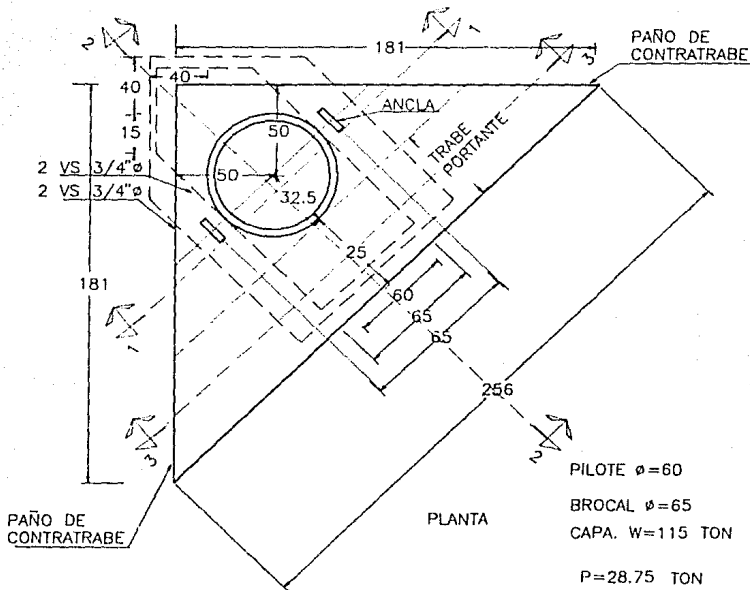 2
181
1
3
PAÑO DE
CONTRATRABE
40
40
ANCLA
15
50
TRABE
PORTANTE
2 VS 3/4"ø
50
2 VS 3/4"ø
32.5
25
181
60
65
65
1
256
3
2
PILOTE ø=60
BROCAL ø=65
PAÑO DE
CONTRATRABE
PLANTA
CAPA. W=115 TON
P=28.75 TON